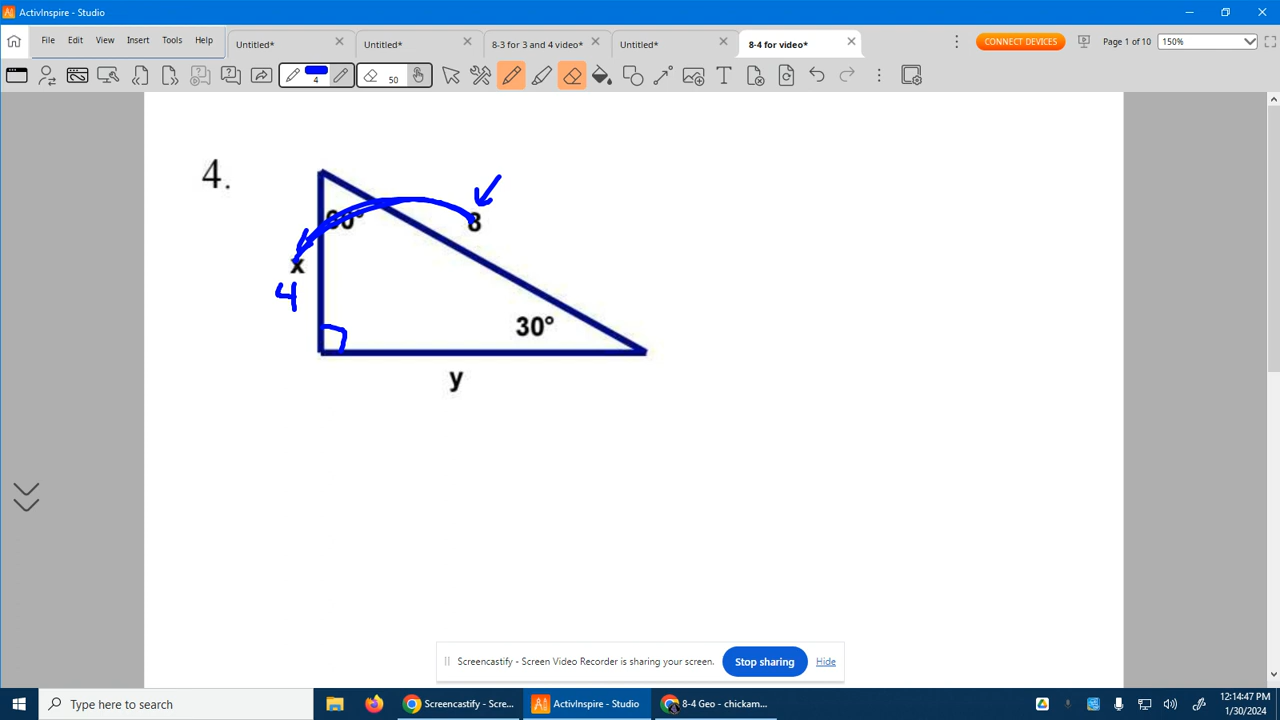 ActivInspire - Studio
File Edit View Insert Tools Help
Untitled* Untitled* 8-3 for 3 and 4 video* Untitled* 8-4 for video*
CONNECT DEVICES Page 1 of 10 150%
4 50
4.
60°
8
x
4
30°
y
Screencastify - Screen Video Recorder is sharing your screen. Stop sharing Hide
Type here to search Screencastify - Scre... ActivInspire - Studio 8-4 Geo - chickam...
12:14:47 PM
1/30/2024